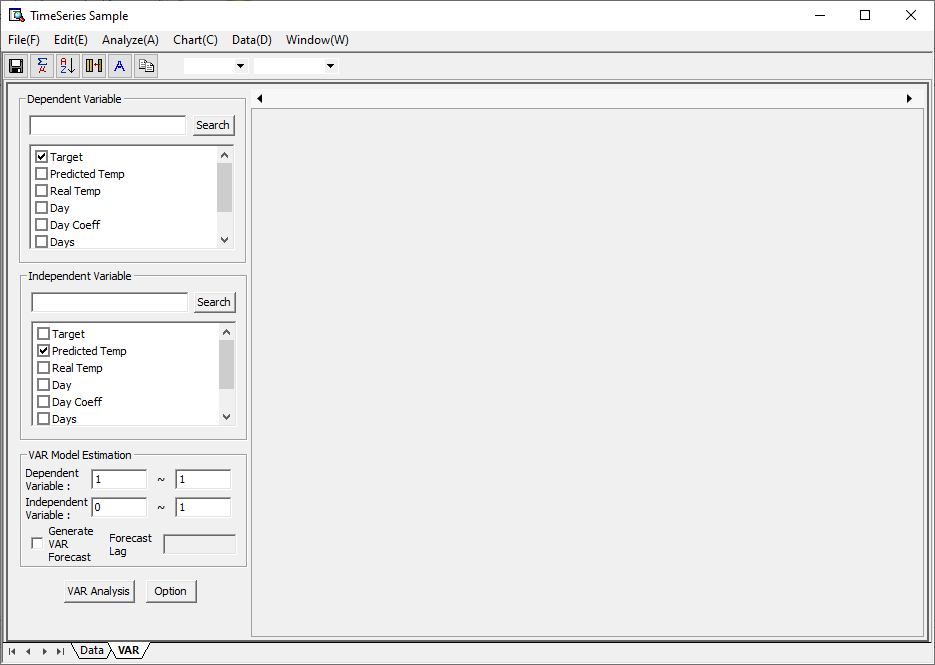 TimeSeries Sample
File(F) Edit(E) Analyze(A) Chart(C) Data(D) Window(W)
Dependent Variable
Search
Target
Predicted Temp
Real Temp
Day
Day Coeff
Days
Independent Variable
Search
Target
Predicted Temp
Real Temp
Day
Day Coeff
Days
VAR Model Estimation
Dependent
Variable :
1 ~ 1
Independent
Variable :
0 ~ 1
Generate
VAR
Forecast
Forecast
Lag
VAR Analysis Option
Data VAR